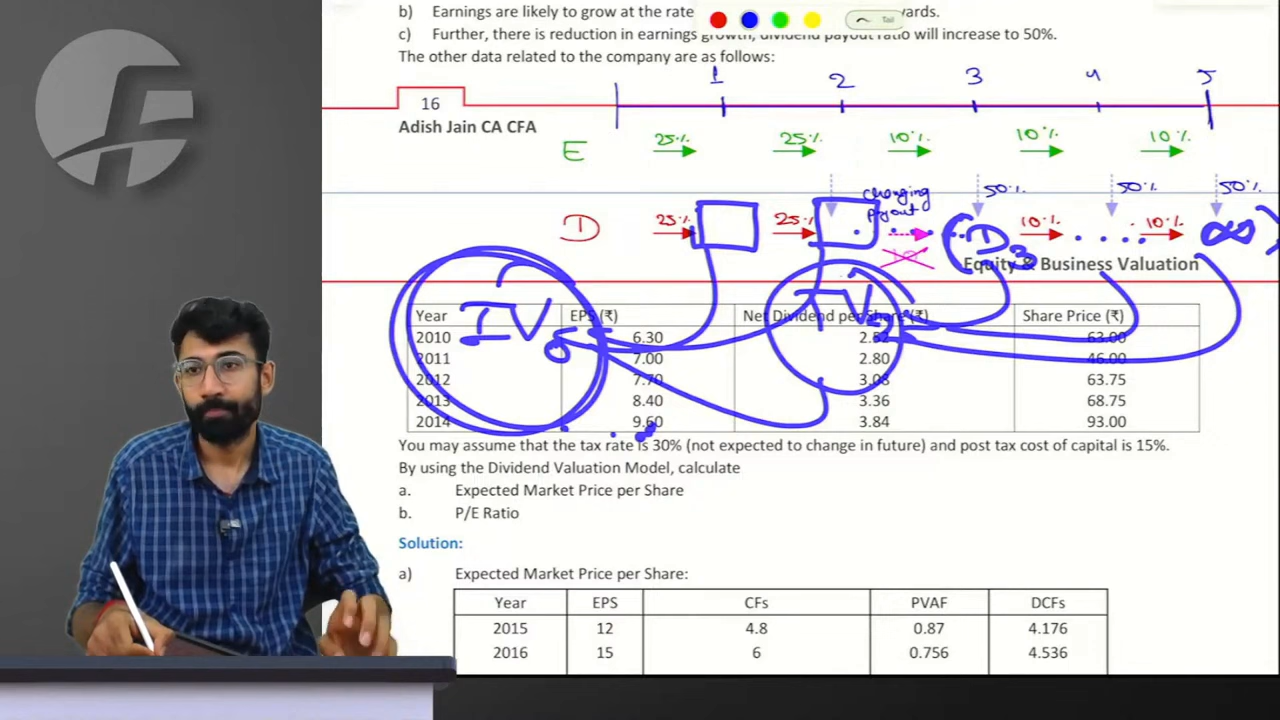 b) Earnings are likely to grow at the rate wards.
c) Further, there is reduction in earnings growth, dividend payout ratio will increase to 50%.
The other data related to the company are as follows:
1 2 3 4 5
16
Adish Jain CA CFA
E 25% 25% 10% 10% 10%
changing payout 50% 50% 50%
D 25% 25% 10 (D3 10% .... 10% ∞)
Equity & Business Valuation
IV0 TV2
Year EPS (₹) Net Dividend per Share (₹) Share Price (₹)
2010 6.30 2.52 63.00
2011 7.00 2.80 46.00
2012 7.70 3.08 63.75
2013 8.40 3.36 68.75
2014 9.60 3.84 93.00
You may assume that the tax rate is 30% (not expected to change in future) and post tax cost of capital is 15%.
By using the Dividend Valuation Model, calculate
a. Expected Market Price per Share
b. P/E Ratio
Solution:
a) Expected Market Price per Share:
Year EPS CFs PVAF DCFs
2015 12 4.8 0.87 4.176
2016 15 6 0.756 4.536